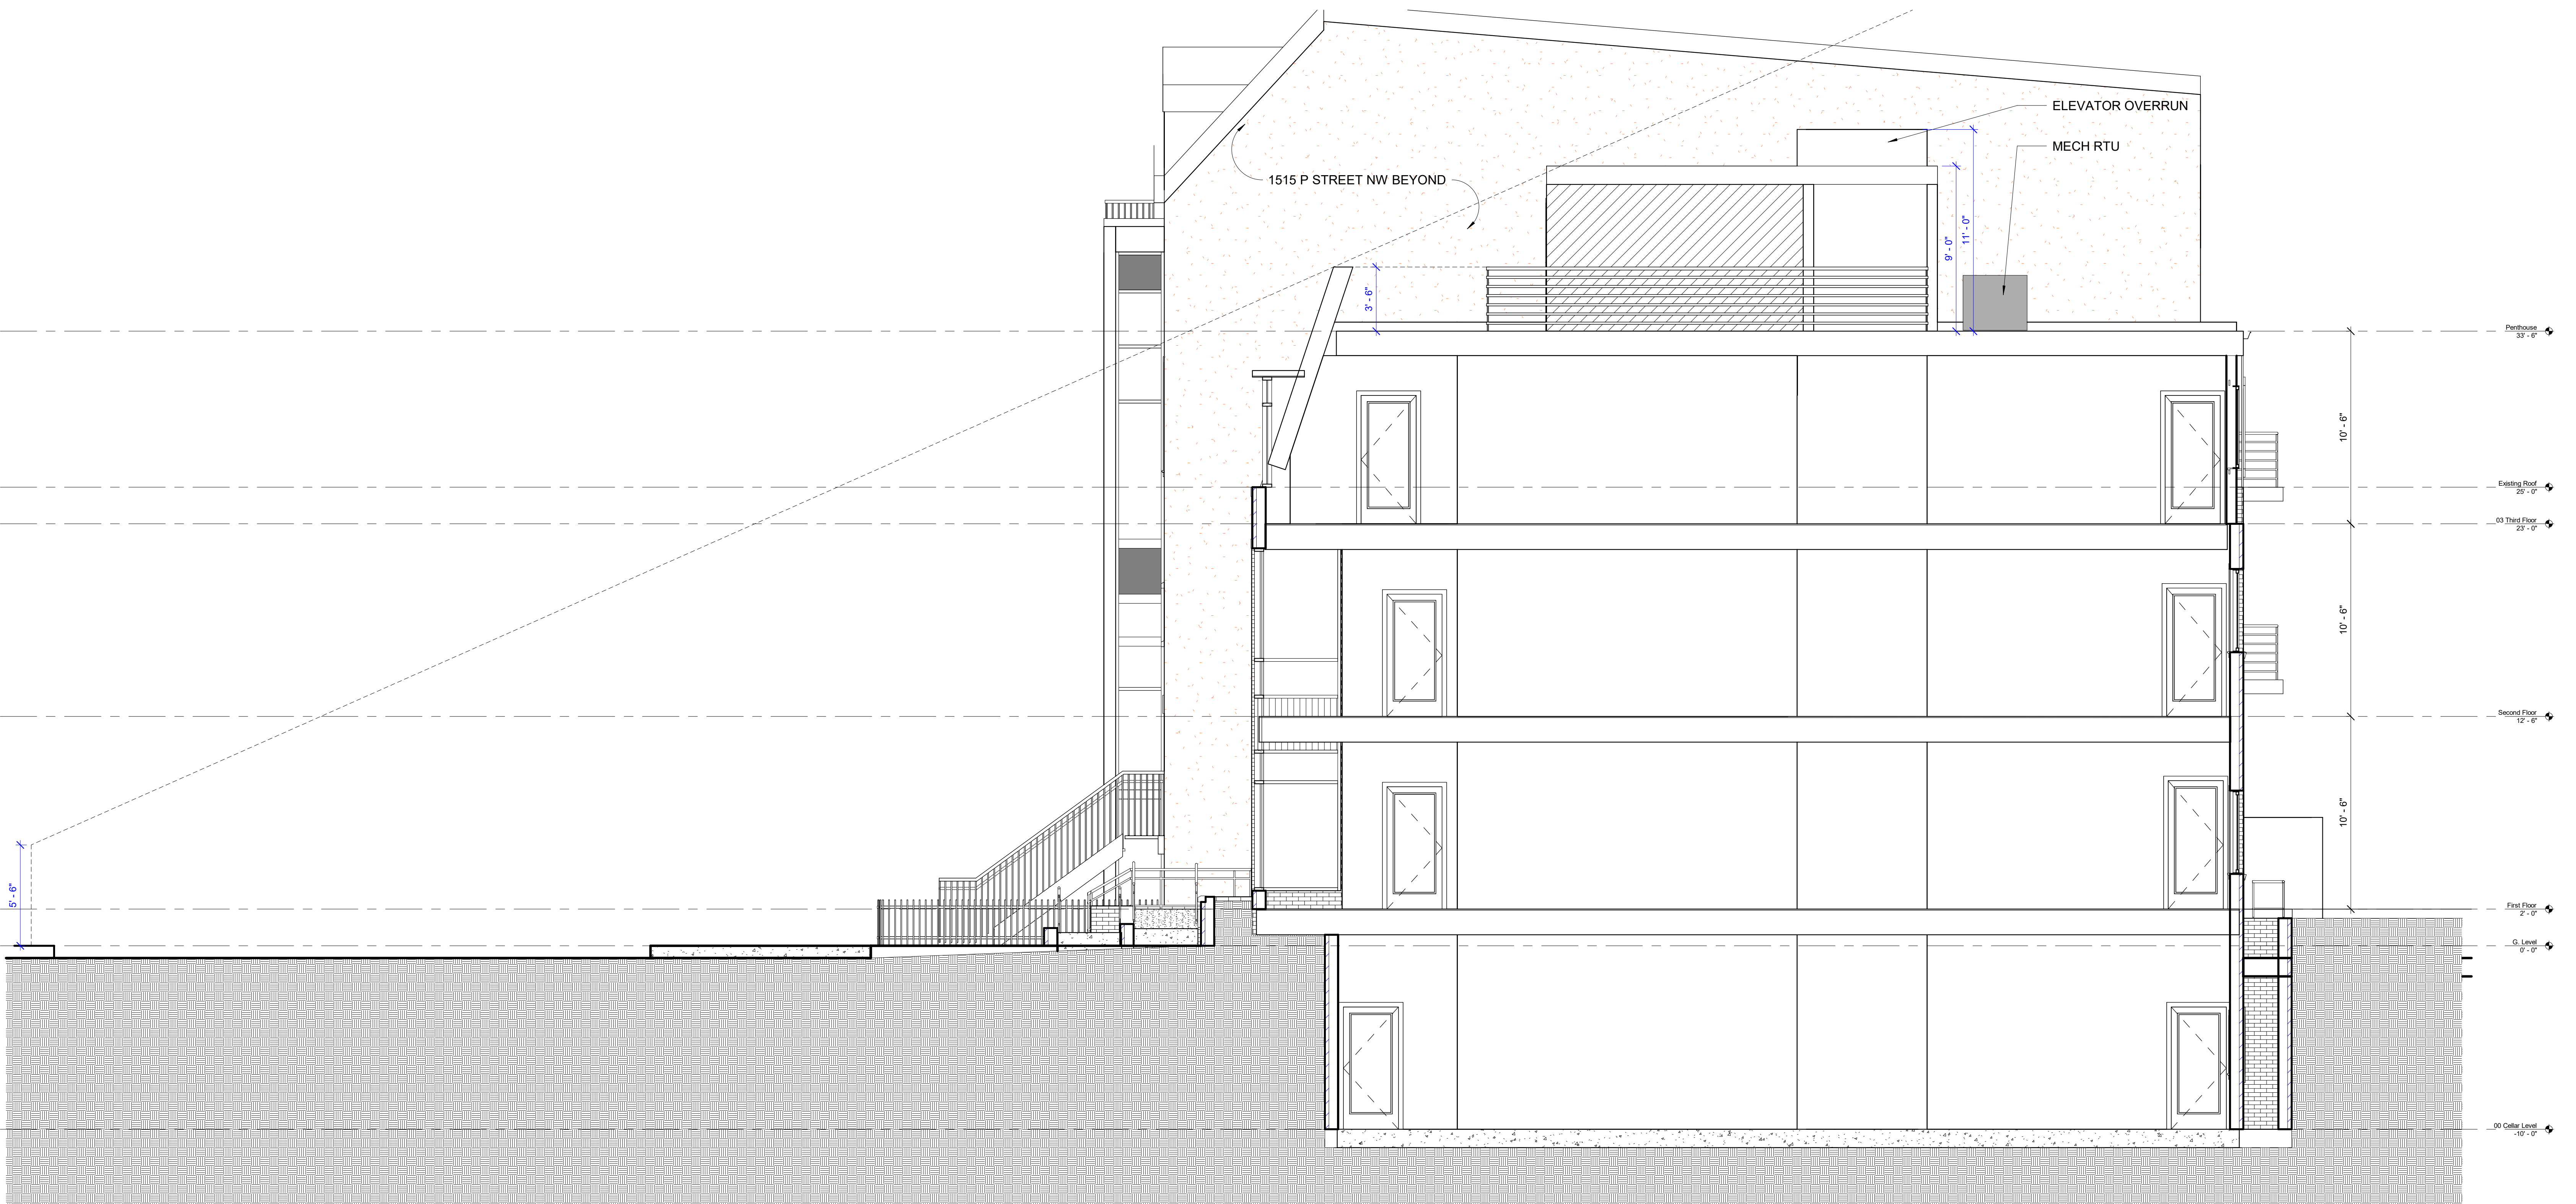 ELEVATOR OVERRUN
MECH RTU
1515 P STREET NW BEYOND
11' - 0"
9' - 0"
3' - 6"
Penthouse
33' - 6"
10' - 6"
Existing Roof
25' - 0"
03 Third Floor
23' - 0"
10' - 6"
Second Floor
12' - 6"
10' - 6"
5' - 6"
First Floor
2' - 0"
G. Level
0' - 0"
00 Cellar Level
-10' - 0"